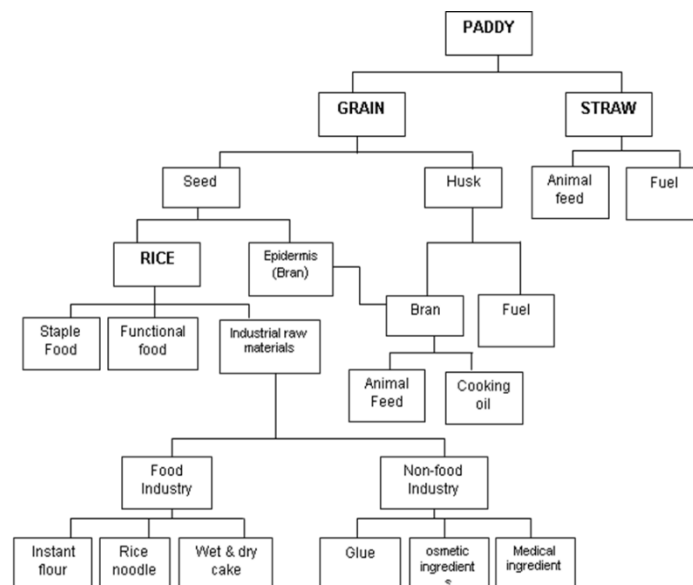 PADDY
GRAIN
STRAW
Seed
Husk
Animal
feed
Fuel
RICE
Epidermis
(Bran)
Bran
Fuel
Staple
Food
Functional
food
Industrial raw
materials
Animal
Feed
Cooking
oil
Food
Industry
Non-food
Industry
Instant
flour
Rice
noodle
Wet & dry
cake
Glue
osmetic
ingredient
s
Medical
ingredient